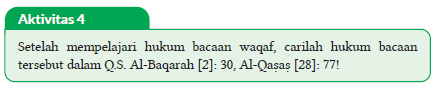 Aktivitas 4
Setelah mempelajari hukum bacaan waqaf, carilah hukum bacaan
tersebut dalam Q.S. Al-Baqarah [2]: 30, Al-Qaṣaṣ [28]: 77!